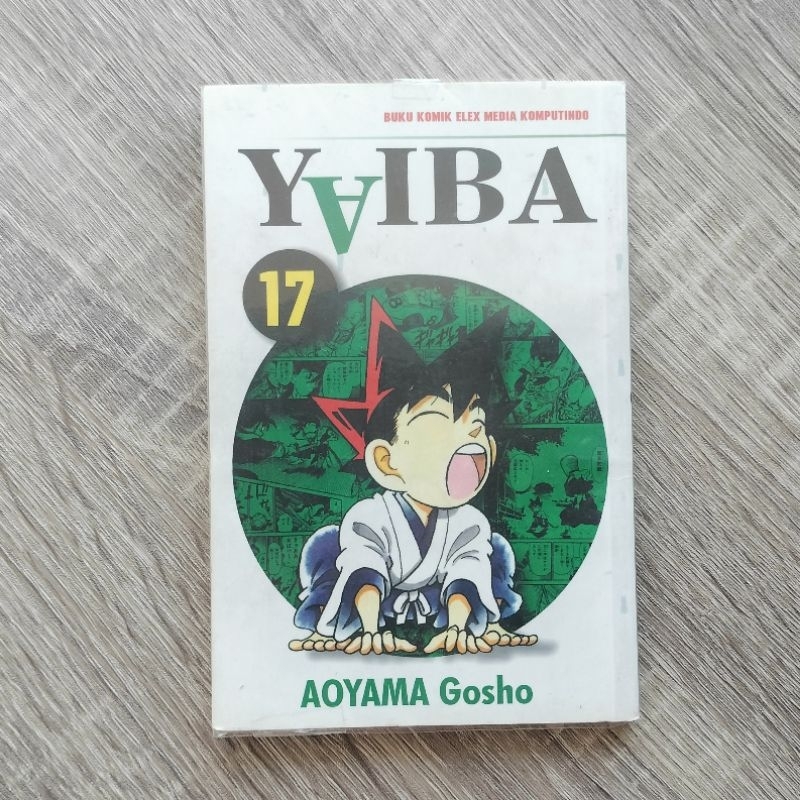 BUKU KOMIK ELEX MEDIA KOMPUTINDO
YAIBA
17
AOYAMA Gosho